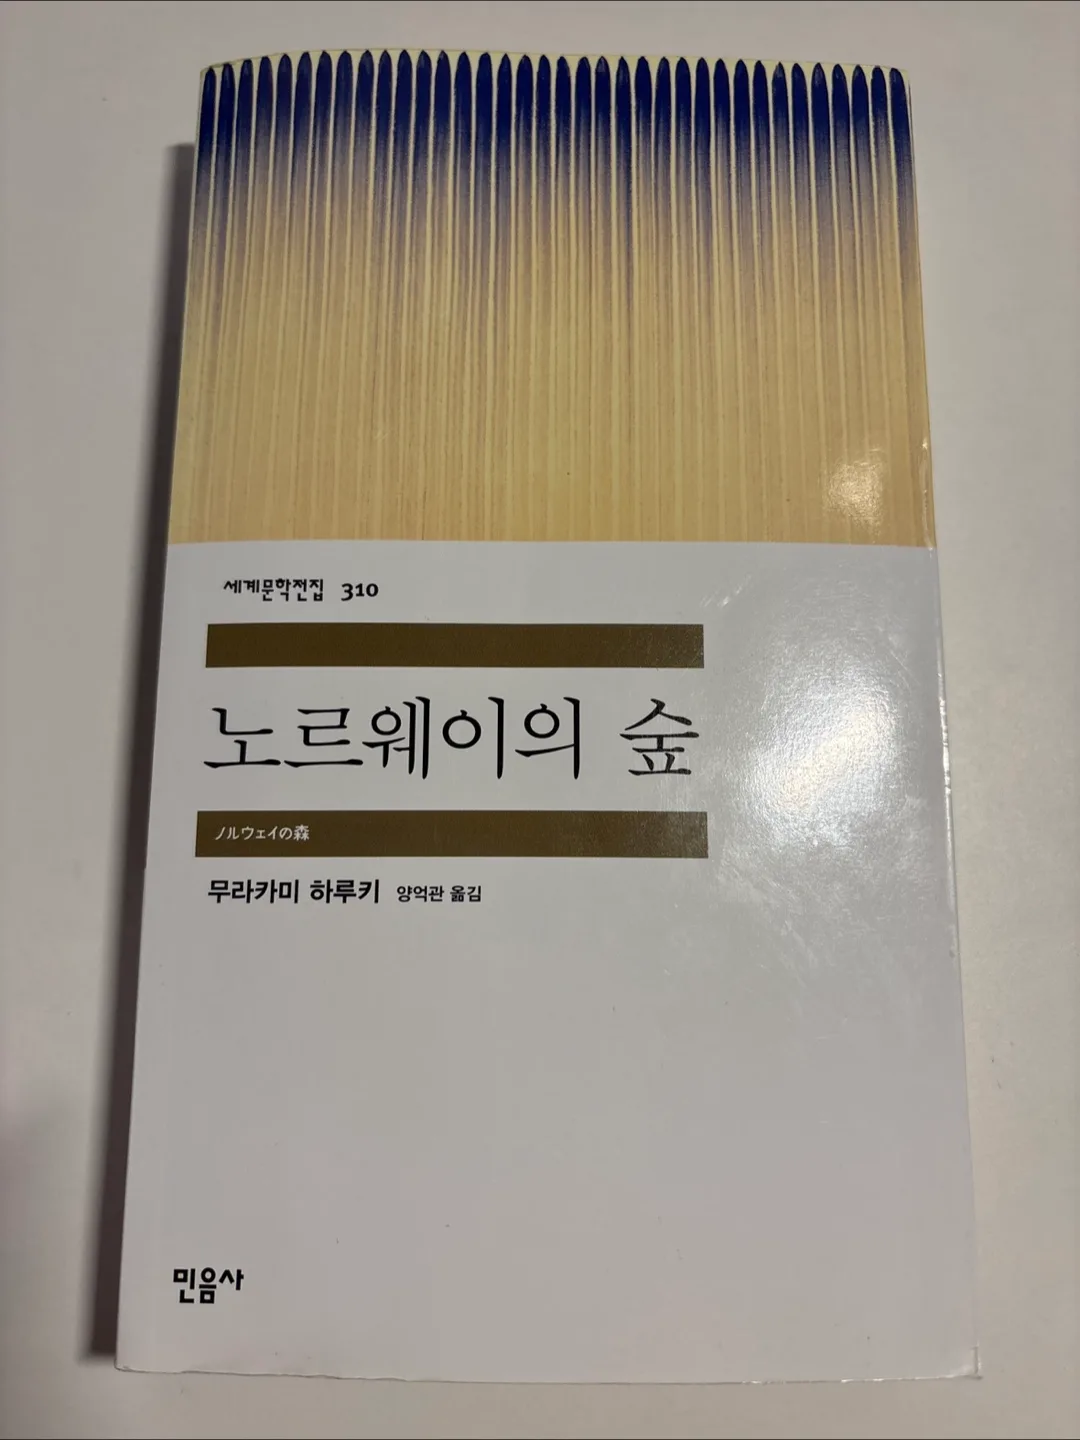 세계문학전집 310
노르웨이의 숲
ノルウェイの森
무라카미 하루키 양억관 옮김
민음사